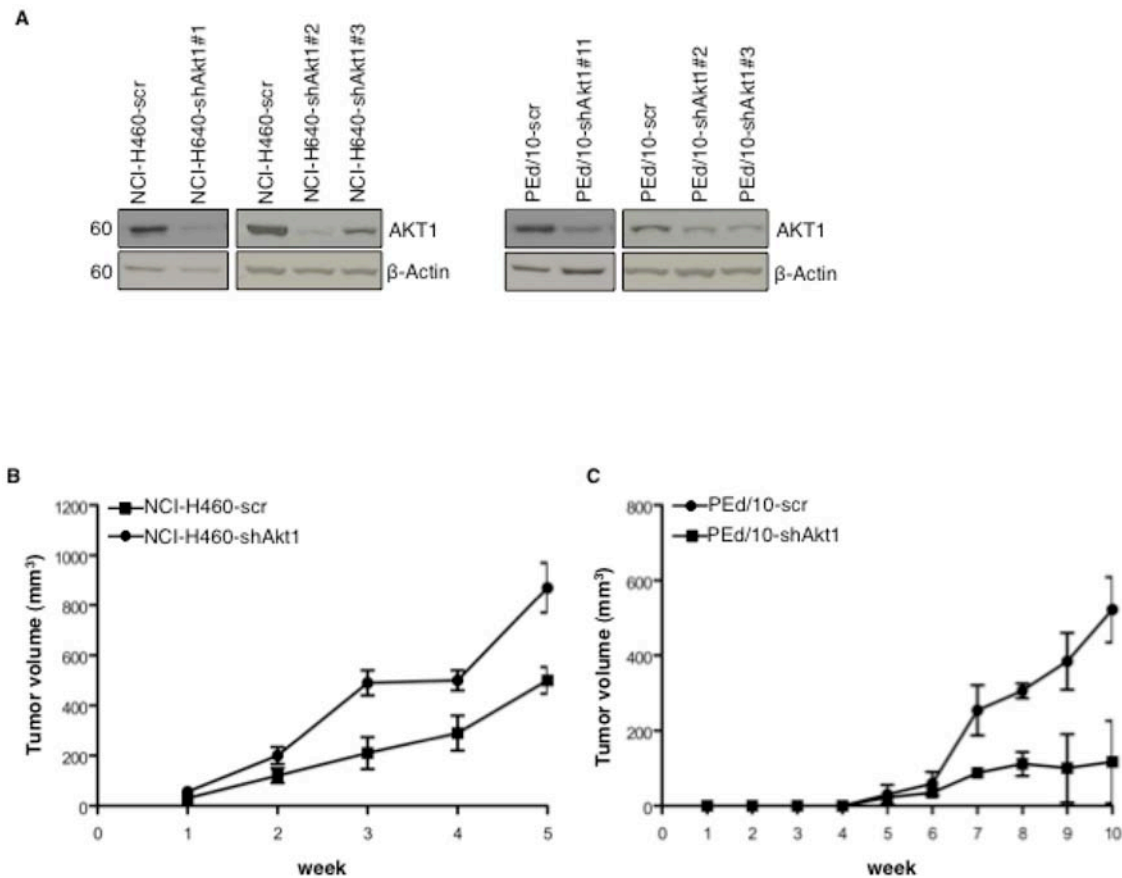 A
NCI-H460-scr
NCI-H640-shAkt1#1
NCI-H460-scr
NCI-H640-shAkt1#2
NCI-H640-shAkt1#3
PEd/10-scr
PEd/10-shAkt1#11
PEd/10-scr
PEd/10-shAkt1#2
PEd/10-shAkt1#3
60
AKT1
AKT1
60
β-Actin
β-Actin
B
NCI-H460-scr
NCI-H460-shAkt1
Tumor volume (mm³)
1200
1000
800
600
400
200
0
0 1 2 3 4 5
week
C
PEd/10-scr
PEd/10-shAkt1
Tumor volume (mm³)
800
600
400
200
0
0 1 2 3 4 5 6 7 8 9 10
week